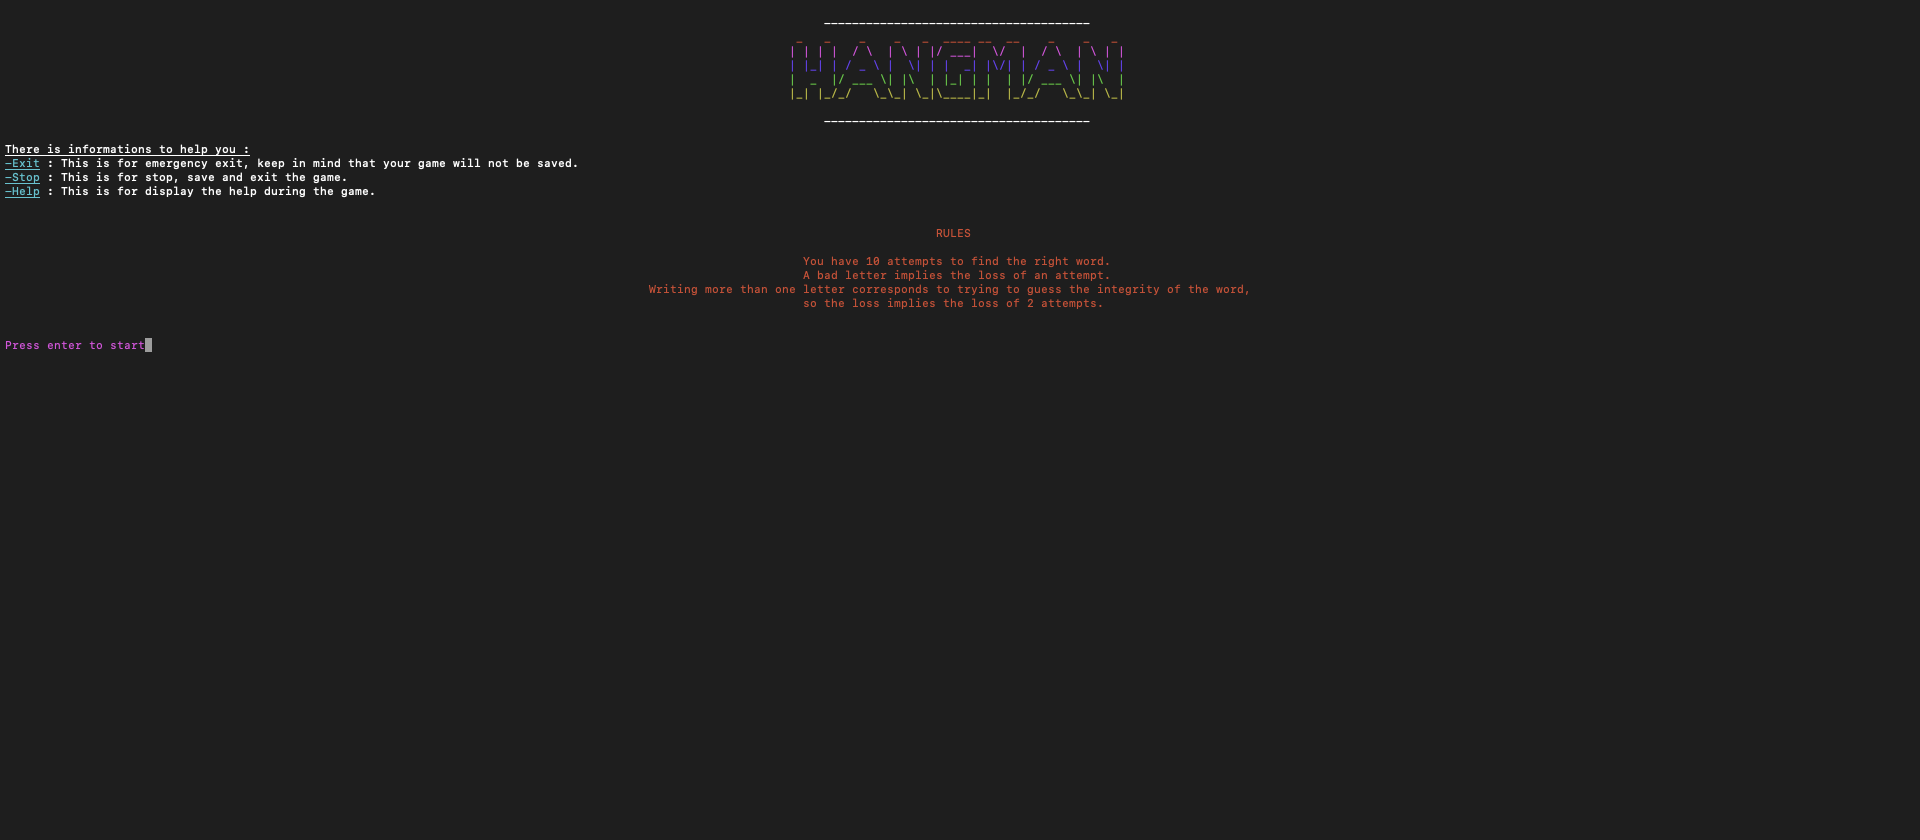 HANGMAN
There is informations to help you :
-Exit : This is for emergency exit, keep in mind that your game will not be saved.
-Stop : This is for stop, save and exit the game.
-Help : This is for display the help during the game.
RULES
You have 10 attempts to find the right word.
A bad letter implies the loss of an attempt.
Writing more than one letter corresponds to trying to guess the integrity of the word,
so the loss implies the loss of 2 attempts.
Press enter to start